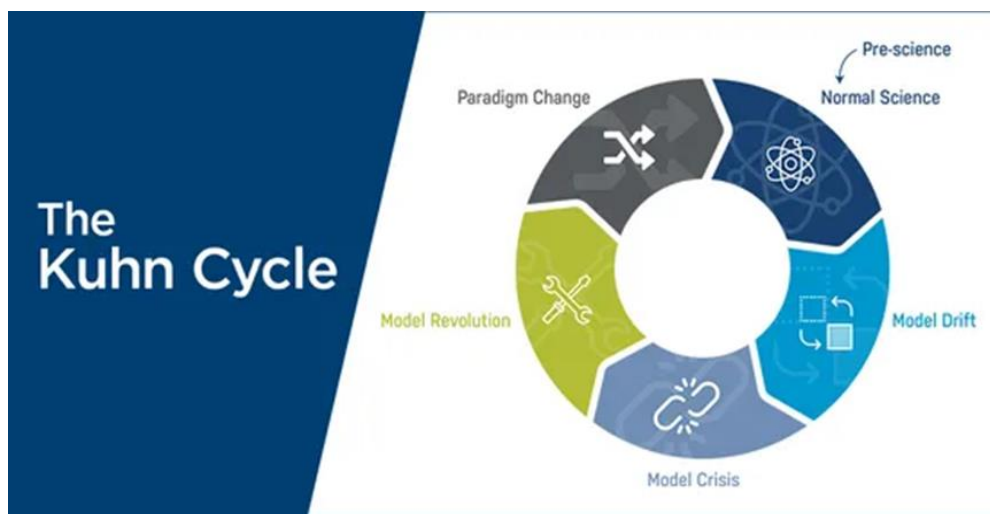 The
Kuhn Cycle
Pre-science
Normal Science
Model Drift
Model Crisis
Model Revolution
Paradigm Change